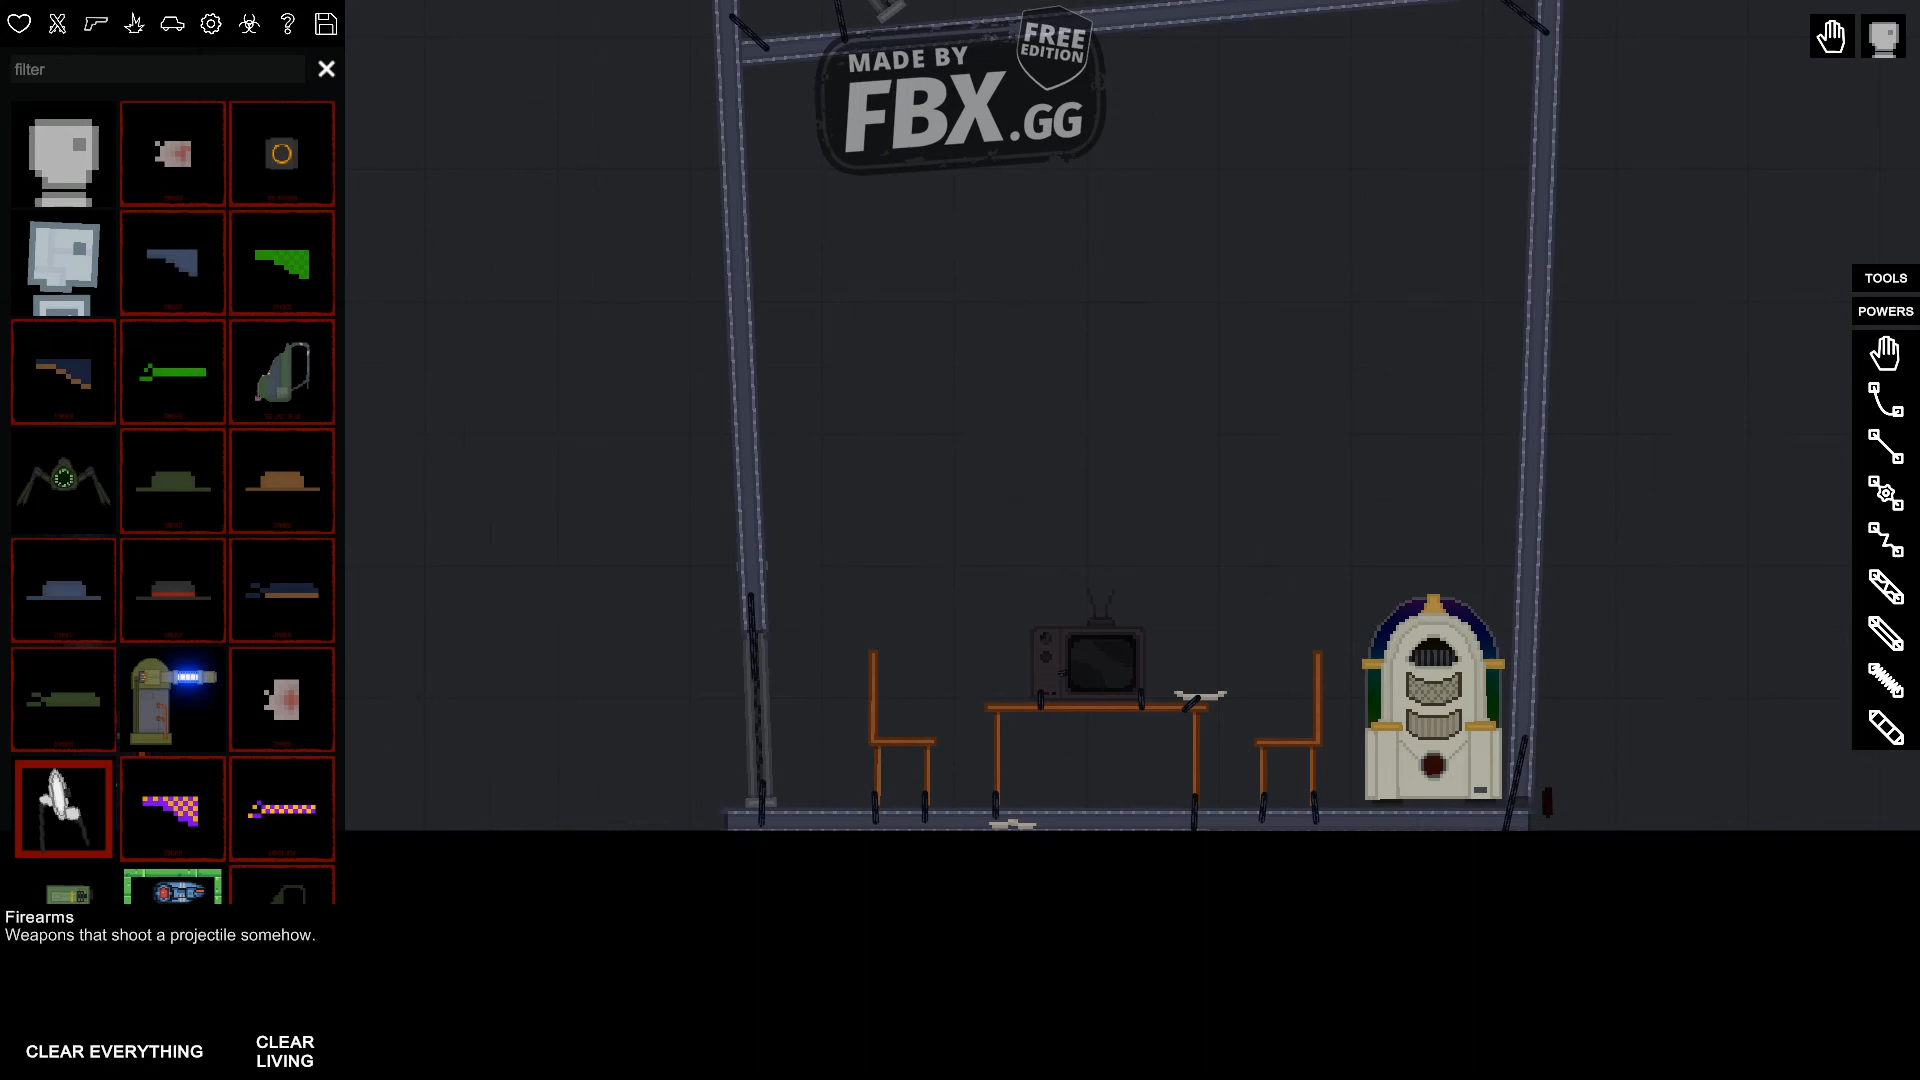 filter
FREE
EDITION
MADE BY
FBX.GG
TOOLS
POWERS
Firearms
Weapons that shoot a projectile somehow.
CLEAR EVERYTHING
CLEAR
LIVING